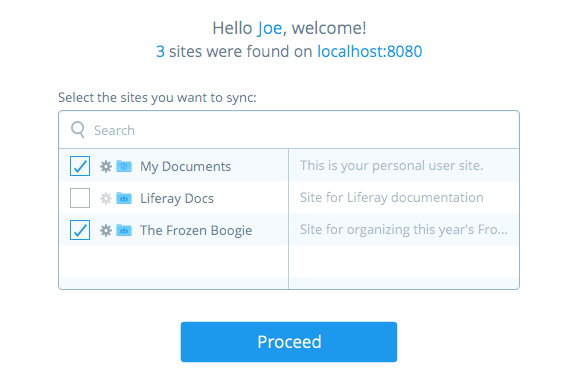 Hello Joe, welcome!
3 sites were found on localhost:8080
Select the sites you want to sync:
Search
My Documents This is your personal user site.
Liferay Docs Site for Liferay documentation
The Frozen Boogie Site for organizing this year's Fro...
Proceed